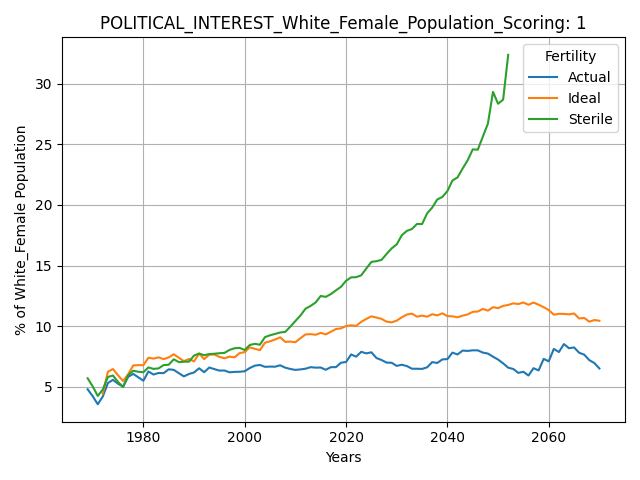 POLITICAL_INTEREST_White_Female_Population_Scoring: 1
Fertility
Actual
Ideal
Sterile
% of White_Female Population
30
25
20
15
10
5
1980 2000 2020 2040 2060
Years